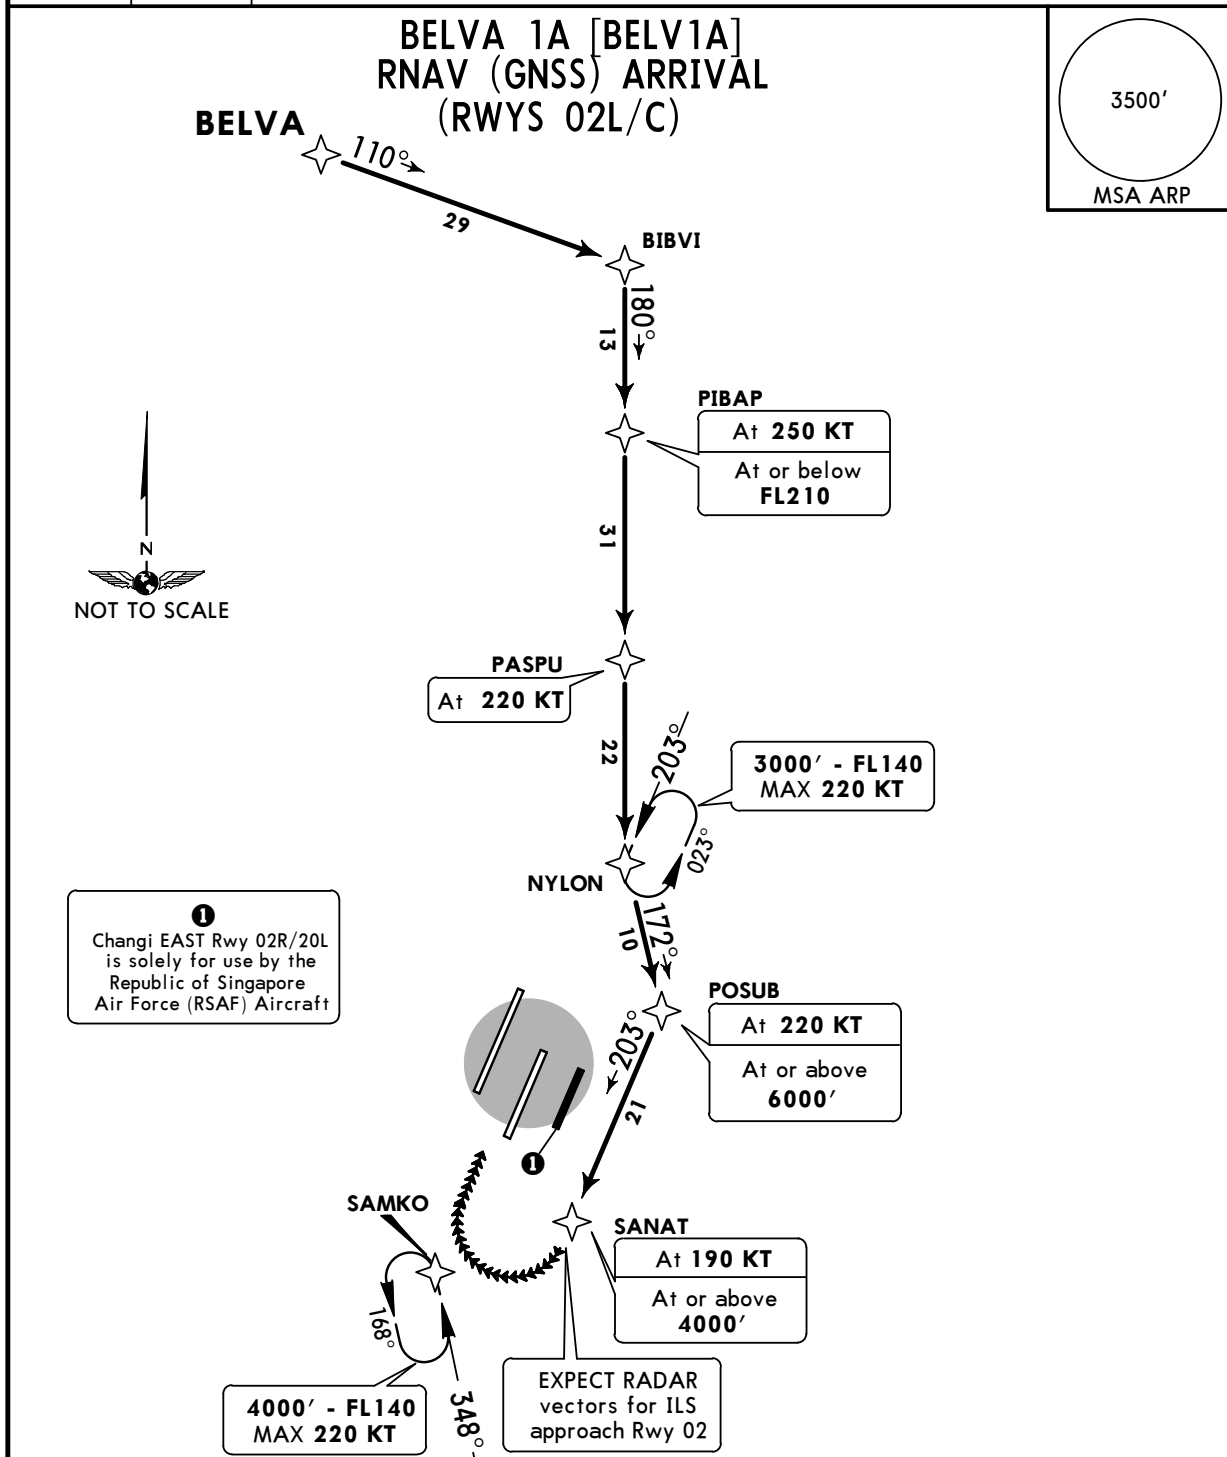 BELVA 1A [BELV1A]
RNAV (GNSS) ARRIVAL
(RWYS 02L/C)
3500'
MSA ARP
BELVA
110°
29
BIBVI
180°
13
PIBAP
At 250 KT
At or below
FL210
31
N
NOT TO SCALE
PASPU
At 220 KT
22
203°
3000' - FL140
MAX 220 KT
023°
NYLON
172°
10
1
Changi EAST Rwy 02R/20L
is solely for use by the
Republic of Singapore
Air Force (RSAF) Aircraft
POSUB
At 220 KT
At or above
6000'
203°
21
1
SAMKO
SANAT
At 190 KT
At or above
4000'
168°
348°
EXPECT RADAR
vectors for ILS
approach Rwy 02
4000' - FL140
MAX 220 KT